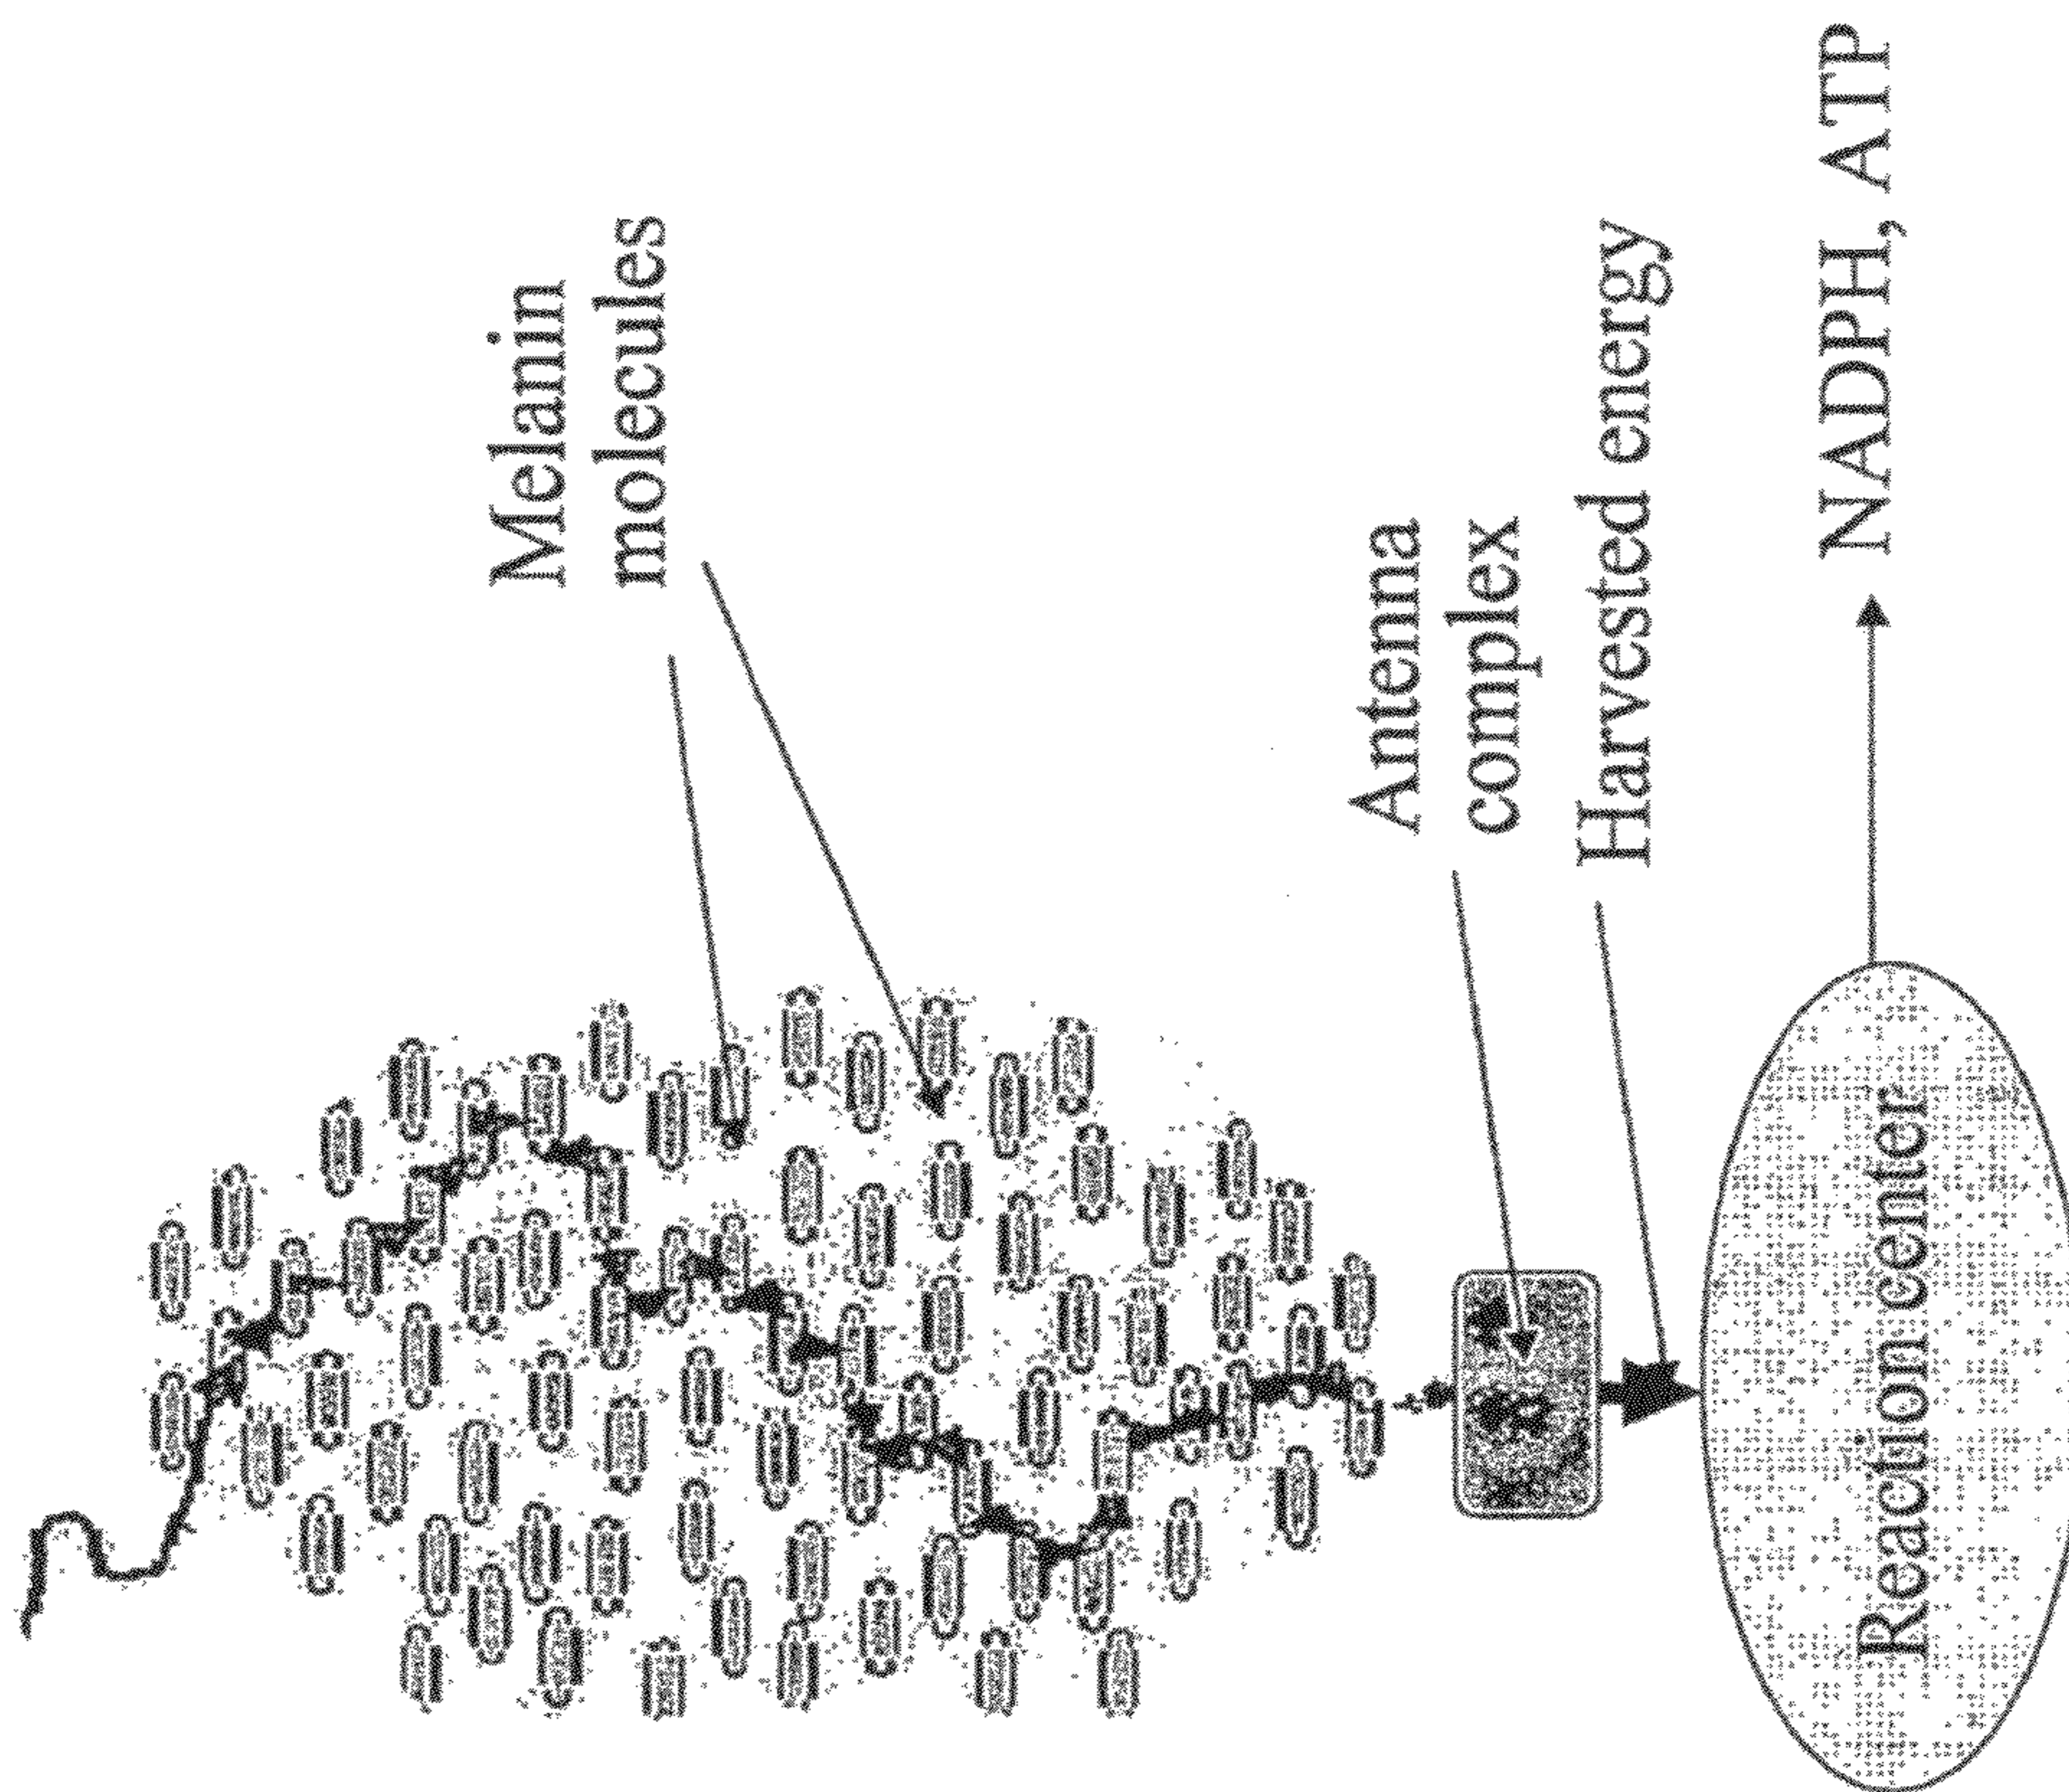 Melanin
molecules
Antenna
complex
Harvested energy
NADPH, ATP
Reaction center